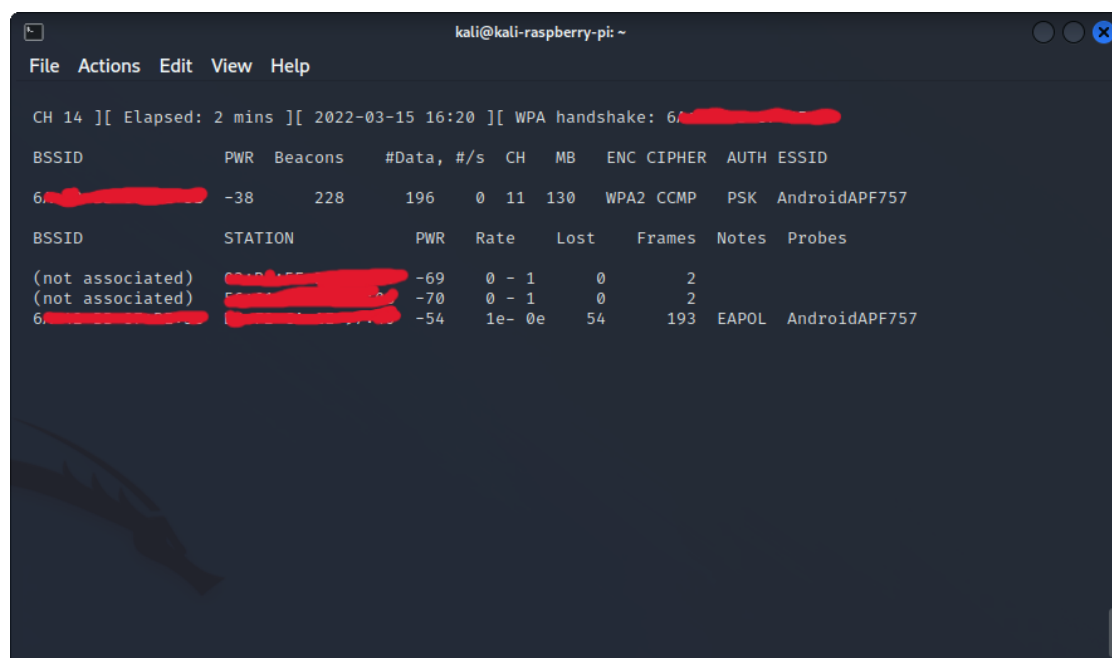 kali@kali-raspberry-pi: ~
File Actions Edit View Help
CH 14 ][ Elapsed: 2 mins ][ 2022-03-15 16:20 ][ WPA handshake: 6
BSSID PWR Beacons #Data, #/s CH MB ENC CIPHER AUTH ESSID
6 -38 228 196 0 11 130 WPA2 CCMP PSK AndroidAPF757
BSSID STATION PWR Rate Lost Frames Notes Probes
(not associated) -69 0 - 1 0 2
(not associated) -70 0 - 1 0 2
6 -54 1e- 0e 54 193 EAPOL AndroidAPF757